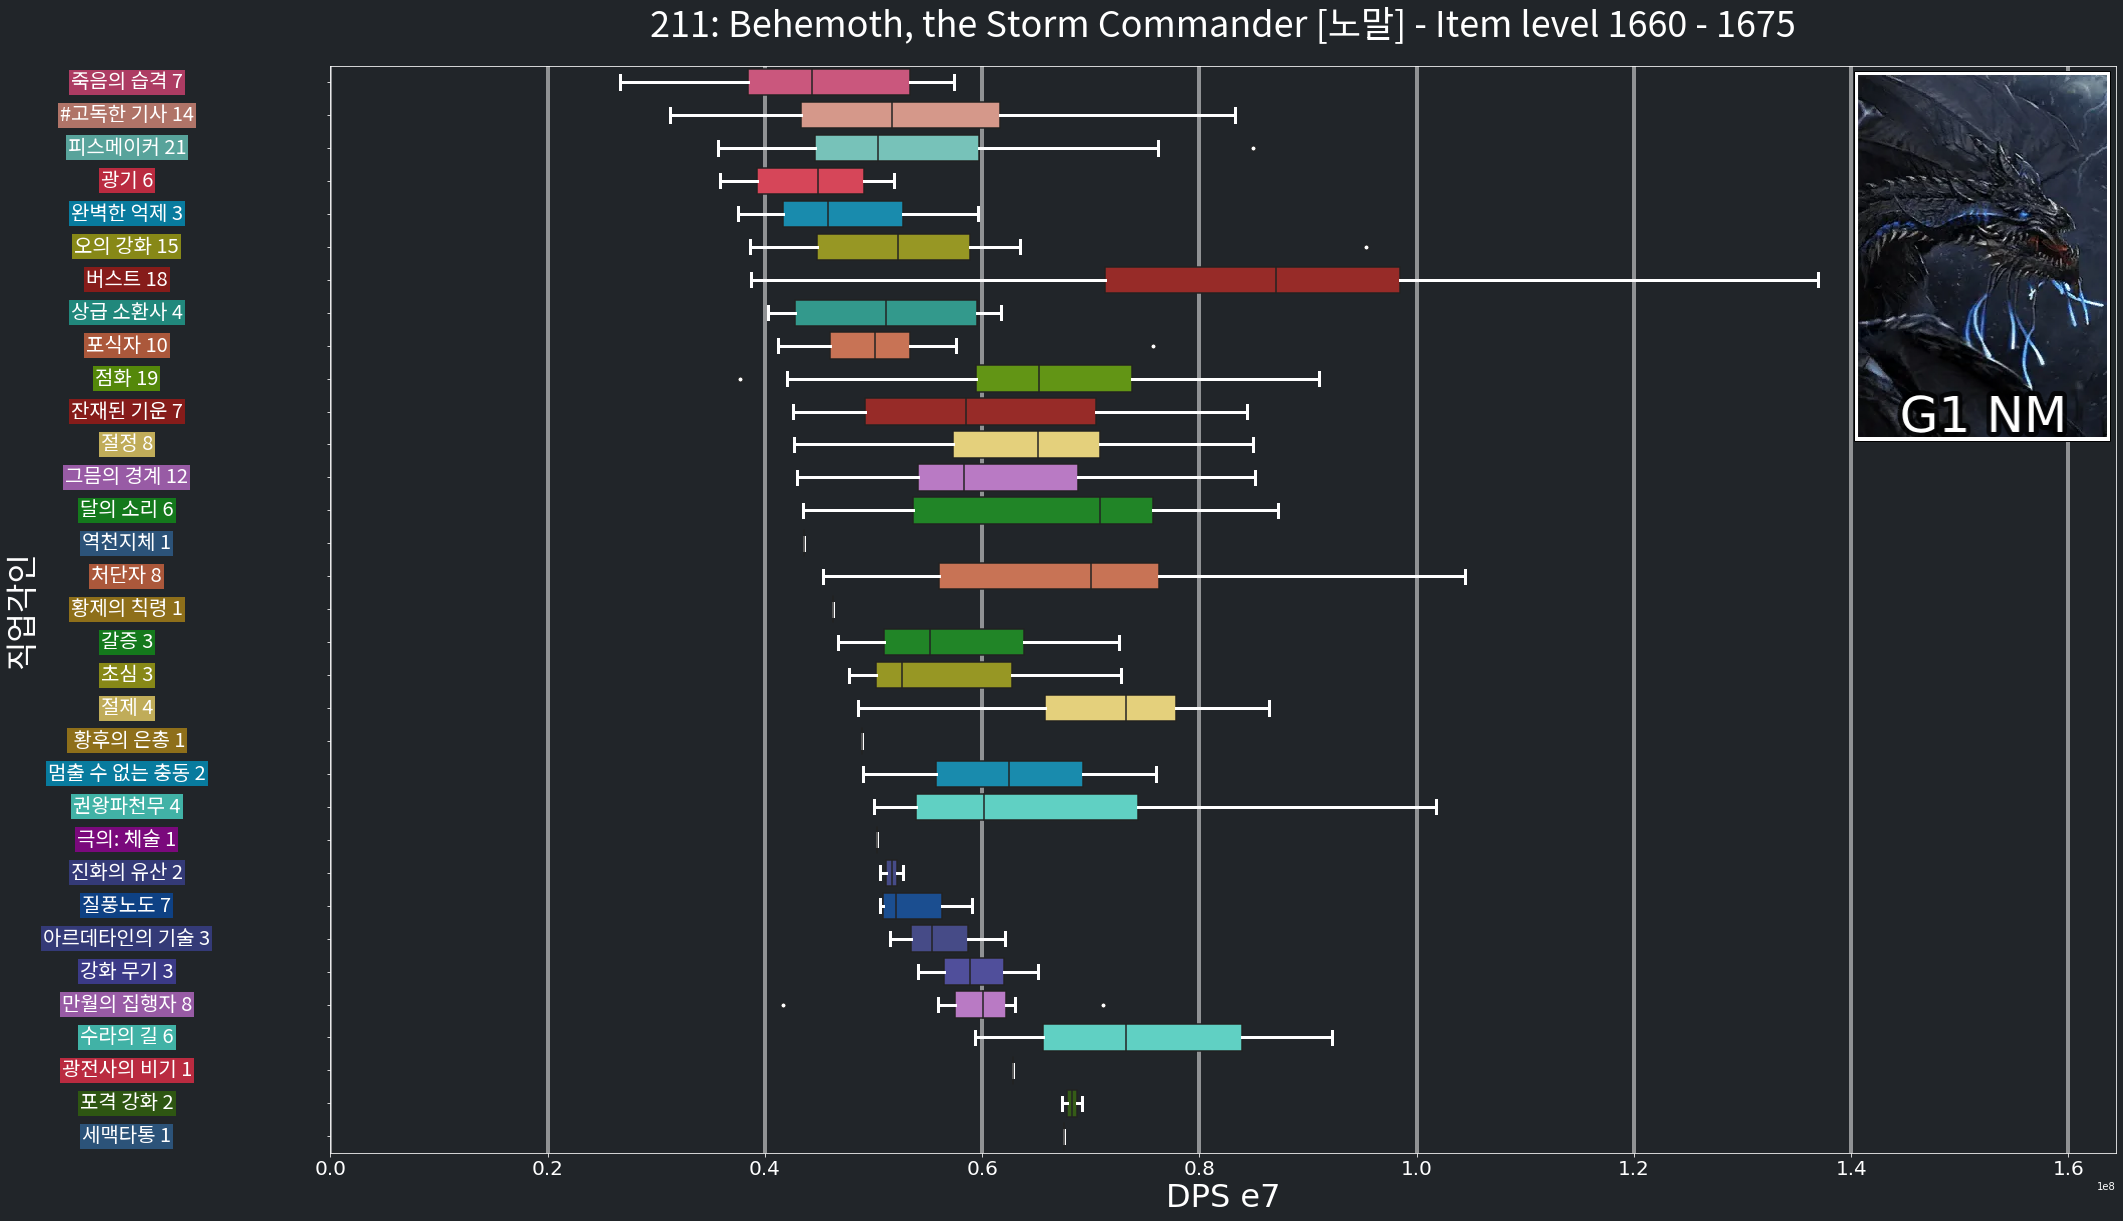 211: Behemoth, the Storm Commander [노말] - Item level 1660 - 1675
죽음의 습격 7
#고독한 기사 14
피스메이커 21
광기 6
완벽한 억제 3
오의 강화 15
버스트 18
상급 소환사 4
포식자 10
점화 19
잔재된 기운 7
절정 8
그믐의 경계 12
달의 소리 6
역천지체 1
처단자 8
황제의 칙령 1
갈증 3
초심 3
절제 4
황후의 은총 1
멈출 수 없는 충동 2
권왕파천무 4
극의: 체술 1
진화의 유산 2
질풍노도 7
아르데타인의 기술 3
강화 무기 3
만월의 집행자 8
수라의 길 6
광전사의 비기 1
포격 강화 2
세맥타통 1
직업각인
G1 NM
0.0 0.2 0.4 0.6 0.8 1.0 1.2 1.4 1.6
1e8
DPS e7